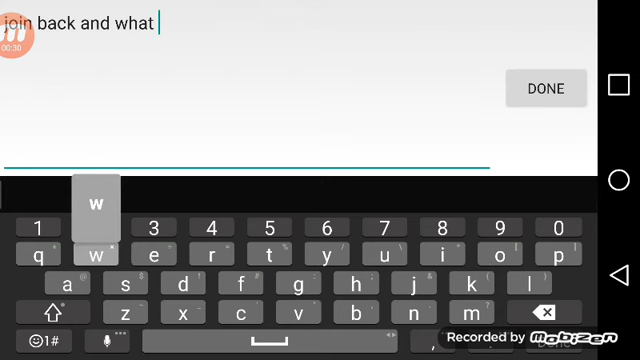 join back and what
00:30
DONE
w
1 3 4 5 6 7 8 9 0
q w e r t y u i o p
a s d f g h j k l
z x c v b n m
1# , Recorded by MOBIZEN